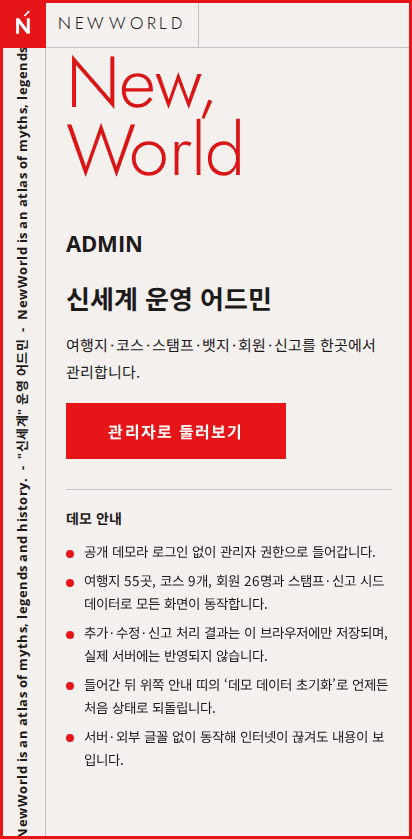 Ń
NEWWORLD
New,
World
NewWorld is an atlas of myths, legends and history. - "신세계" 운영 어드민 - NewWorld is an atlas of myths, legends
ADMIN
신세계 운영 어드민
여행지·코스·스탬프·뱃지·회원·신고를 한곳에서
관리합니다.
관리자로 둘러보기
데모 안내
공개 데모라 로그인 없이 관리자 권한으로 들어갑니다.
여행지 55곳, 코스 9개, 회원 26명과 스탬프·신고 시드
데이터로 모든 화면이 동작합니다.
추가·수정·신고 처리 결과는 이 브라우저에만 저장되며,
실제 서버에는 반영되지 않습니다.
들어간 뒤 위쪽 안내 띠의 ‘데모 데이터 초기화’로 언제든
처음 상태로 되돌립니다.
서버·외부 글꼴 없이 동작해 인터넷이 끊겨도 내용이 보
입니다.